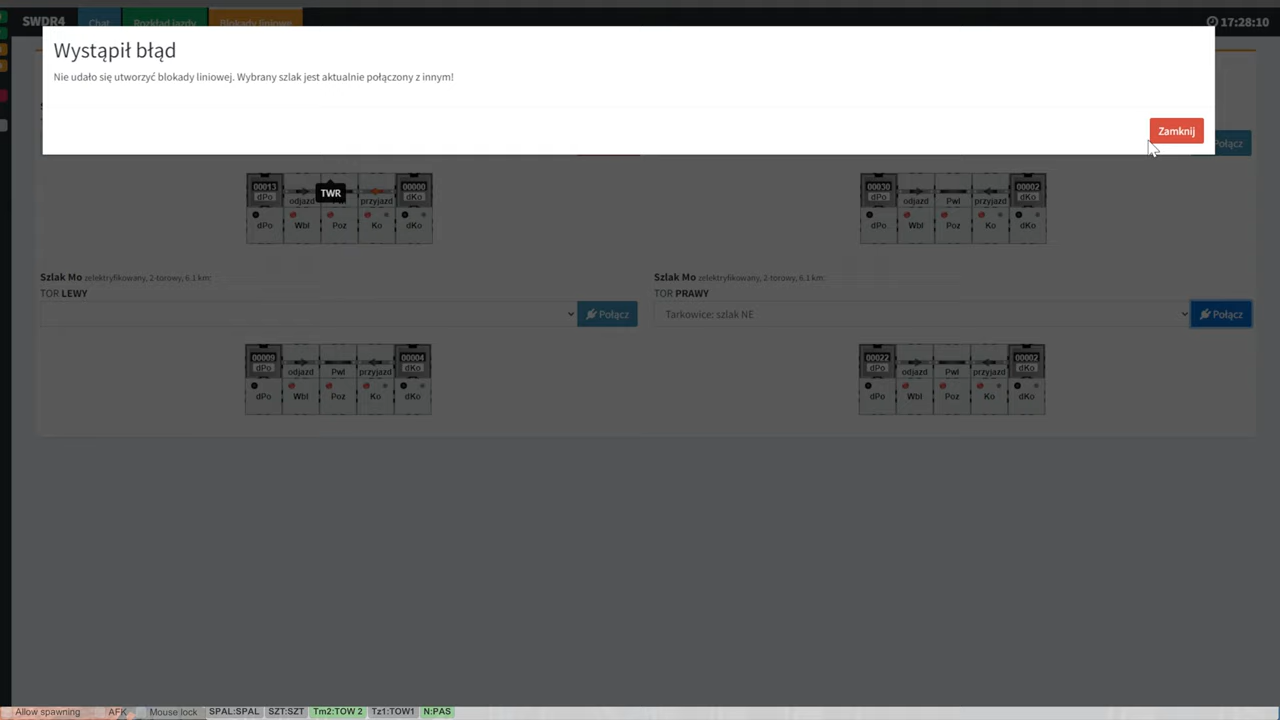 SWDR4 Chat Rozkład jazdy Blokady liniowe 17:28:10
Wystąpił błąd
Nie udało się utworzyć blokady liniowej. Wybrany szlak jest aktualnie połączony z innym!
Zamknij
Połącz
00013 TWR 00000
dPo odjazd przyjazd dKo
dPo Wbl Poz Ko dKo
00030 00002
dPo odjazd Pwl przyjazd dKo
dPo Wbl Poz Ko dKo
Szlak Mo zelektryfikowany, 2-torowy, 6.1 km;
TOR LEWY
Połącz
Szlak Mo zelektryfikowany, 2-torowy, 6.1 km;
TOR PRAWY
Tarkowice: szlak NE Połącz
00009 00004
dPo odjazd Pwl przyjazd dKo
dPo Wbl Poz Ko dKo
00022 00002
dPo odjazd Pwl przyjazd dKo
dPo Wbl Poz Ko dKo
Allow spawning AFK Mouse lock SPAL:SPAL SZT:SZT Tm2:TOW 2 Tz1:TOW1 N:PAS